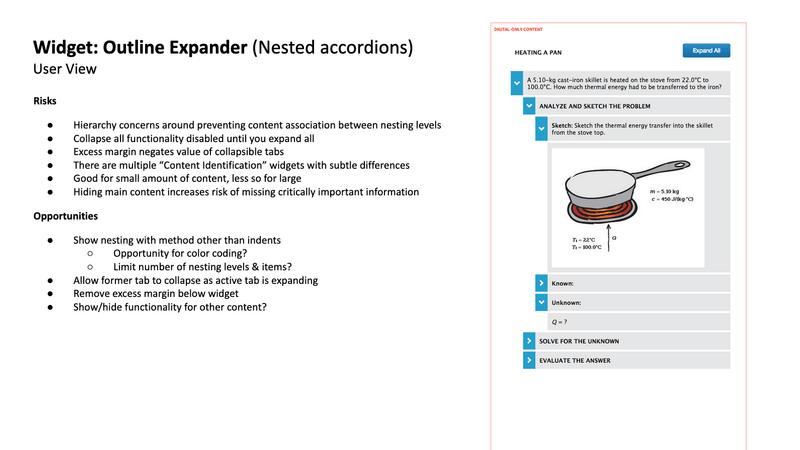 Widget: Outline Expander (Nested accordions)
User View
Risks
● Hierarchy concerns around preventing content association between nesting levels
● Collapse all functionality disabled until you expand all
● Excess margin negates value of collapsible tabs
● There are multiple “Content Identification” widgets with subtle differences
● Good for small amount of content, less so for large
● Hiding main content increases risk of missing critically important information
Opportunities
● Show nesting with method other than indents
○ Opportunity for color coding?
○ Limit number of nesting levels & items?
● Allow former tab to collapse as active tab is expanding
● Remove excess margin below widget
● Show/hide functionality for other content?
DIGITAL-ONLY CONTENT
HEATING A PAN
Expand All
A 5.10-kg cast-iron skillet is heated on the stove from 22.0°C to
100.0°C. How much thermal energy had to be transferred to the iron?
ANALYZE AND SKETCH THE PROBLEM
Sketch: Sketch the thermal energy transfer into the skillet
from the stove top.
m = 5.10 kg
c = 450 J/(kg·°C)
T₁ = 22°C
T₂ = 100.0°C
Q
Known:
Unknown:
Q = ?
SOLVE FOR THE UNKNOWN
EVALUATE THE ANSWER